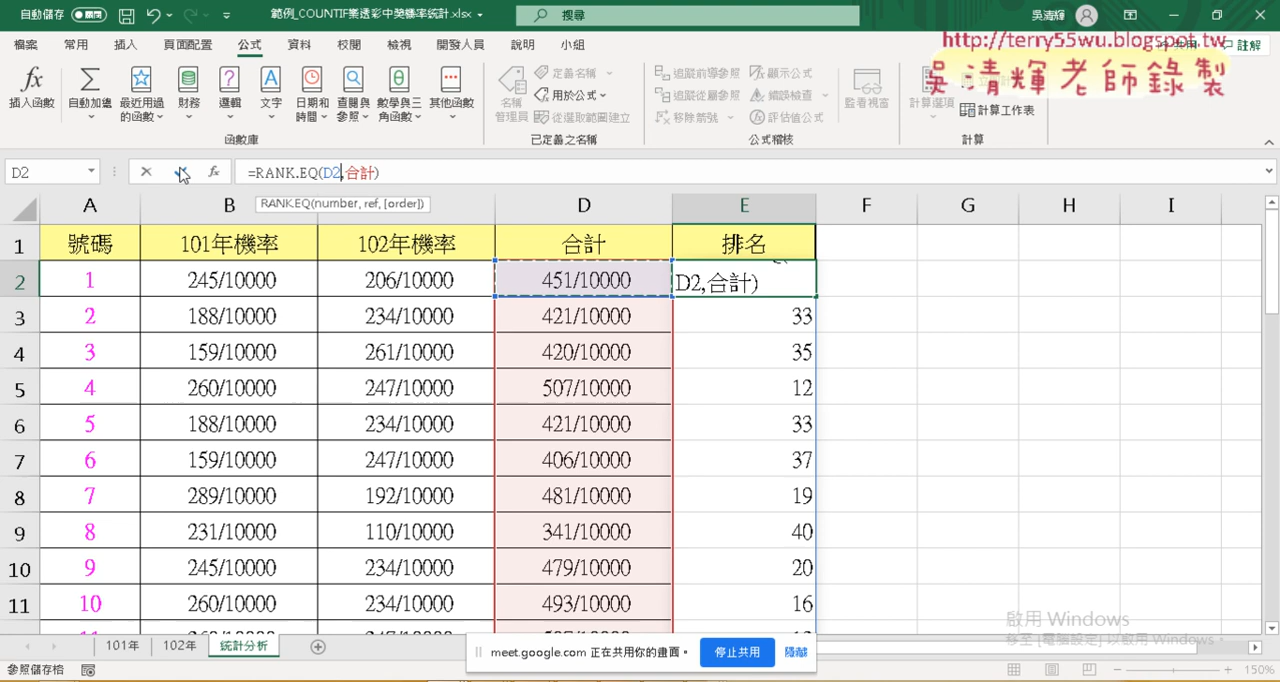 自動儲存
範例_COUNTIF樂透彩中獎機率統計.xlsx
搜尋
吳清輝
檔案 常用 插入 頁面配置 公式 資料 校閱 檢視 開發人員 說明 小組
共用 註解
http://terry55wu.blogspot.tw
吳清輝老師錄製
插入函數 自動加總 最近用過的函數 財務 邏輯 文字 日期和時間 查閱與參照 數學與三角函數 其他函數
函數庫
名稱管理員 定義名稱 用於公式 從選取範圍建立
已定義之名稱
追蹤前導參照 追蹤從屬參照 移除箭號 顯示公式 錯誤檢查 評估值公式 監看視窗
公式稽核
計算選項 計算工作表
計算
D2
fx
=RANK.EQ(D2,合計)
RANK.EQ(number, ref, [order])
A B D E F G H I
1 號碼 101年機率 102年機率 合計 排名
2 1 245/10000 206/10000 451/10000 D2,合計)
3 2 188/10000 234/10000 421/10000 33
4 3 159/10000 261/10000 420/10000 35
5 4 260/10000 247/10000 507/10000 12
6 5 188/10000 234/10000 421/10000 33
7 6 159/10000 247/10000 406/10000 37
8 7 289/10000 192/10000 481/10000 19
9 8 231/10000 110/10000 341/10000 40
10 9 245/10000 234/10000 479/10000 20
11 10 260/10000 234/10000 493/10000 16
啟用 Windows
移至 [電腦設定] 以啟用 Windows。
101年 102年 統計分析
meet.google.com 正在共用你的畫面。 停止共用 隱藏
參照儲存格
150%